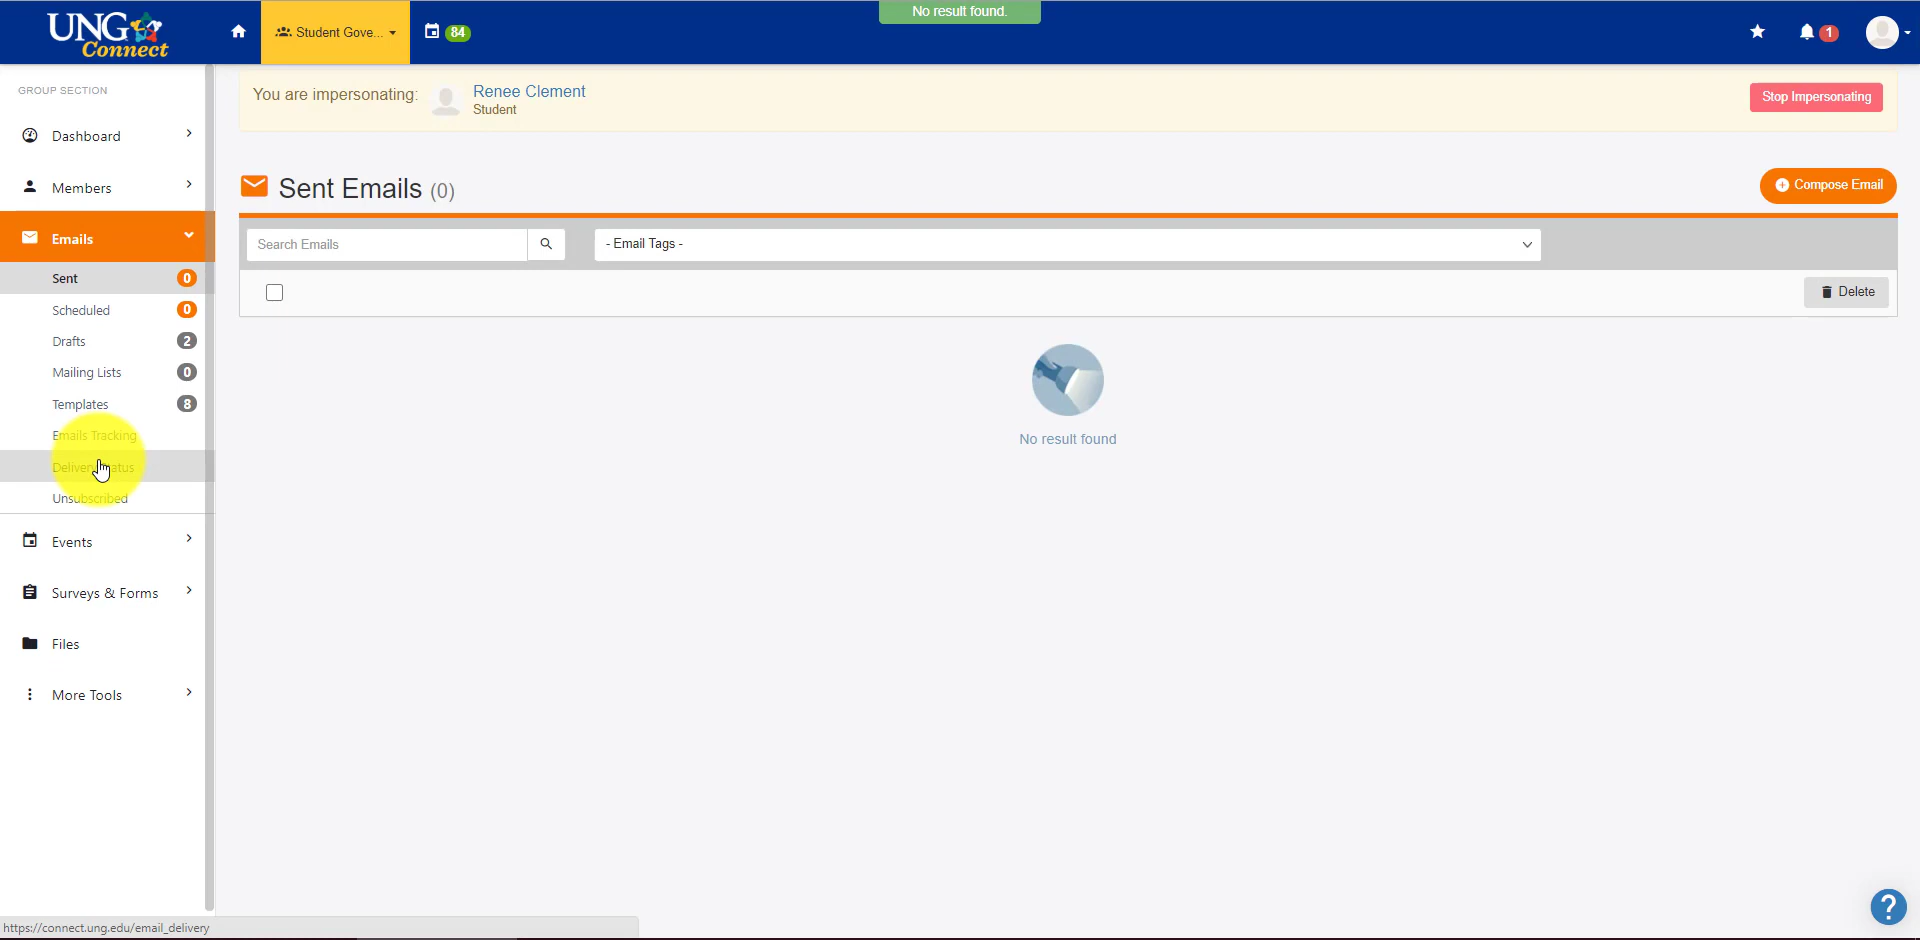 UNG
Connect
Student Gove...
84
No result found.
1
GROUP SECTION
Dashboard
Members
Emails
Sent 0
Scheduled 0
Drafts 2
Mailing Lists 0
Templates 8
Emails Tracking
Delivery Status
Unsubscribed
Events
Surveys & Forms
Files
More Tools
You are impersonating:
Renee Clement
Student
Stop Impersonating
Sent Emails (0)
Compose Email
Search Emails
- Email Tags -
Delete
No result found
?
https://connect.ung.edu/email_delivery